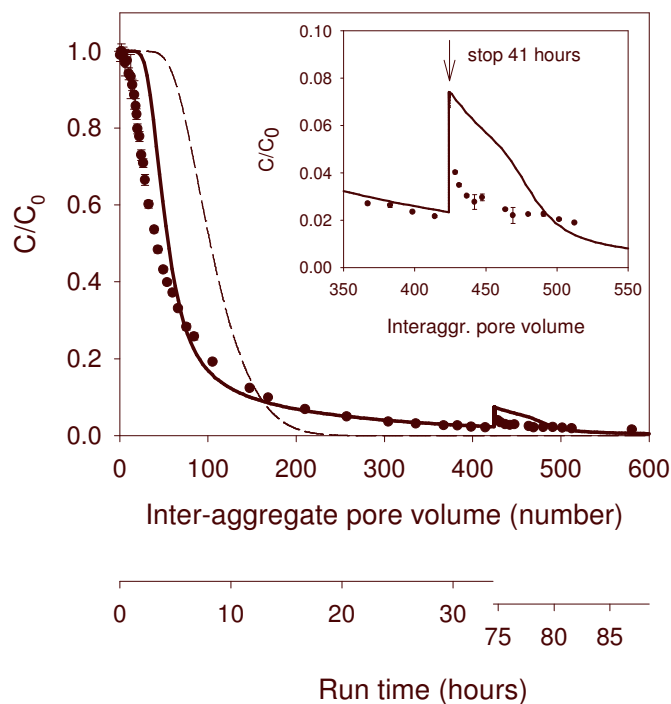 1.0
0.8
0.6
0.4
0.2
0.0
C/C0
0 100 200 300 400 500 600
Inter-aggregate pore volume (number)
0.10
0.08
0.06
0.04
0.02
0.00
C/C0
stop 41 hours
350 400 450 500 550
Interaggr. pore volume
0 10 20 30
75 80 85
Run time (hours)